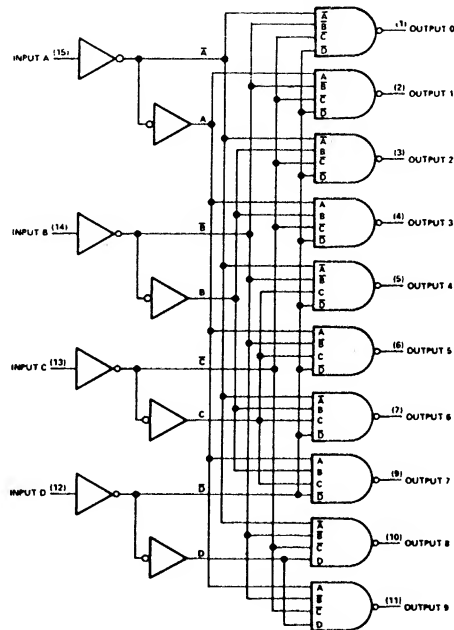 A̅
B̅
C̅
D̅
(1) OUTPUT 0
INPUT A (15)
A̅
A
A
B̅
C̅
D̅
(2) OUTPUT 1
A̅
B
C̅
D̅
(3) OUTPUT 2
INPUT B (14)
B̅
B
A
B
C̅
D̅
(4) OUTPUT 3
A̅
B̅
C
D̅
(5) OUTPUT 4
INPUT C (13)
C̅
C
A
B̅
C
D̅
(6) OUTPUT 5
A̅
B
C
D̅
(7) OUTPUT 6
INPUT D (12)
D̅
D
A
B
C
D̅
(9) OUTPUT 7
A̅
B̅
C̅
D
(10) OUTPUT 8
A
B̅
C̅
D
(11) OUTPUT 9